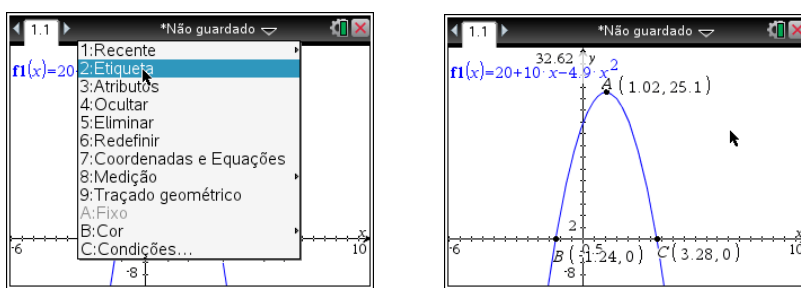 1.1 *Não guardado
1:Recente
f1(x)=20 2:Etiqueta
3:Atributos
4:Ocultar
5:Eliminar
6:Redefinir
7:Coordenadas e Equações
8:Medição
9:Traçado geométrico
A:Fixo
B:Cor
C:Condições...
x
-6 10
-8
1.1 *Não guardado
32.62 y
f1(x)=20+10·x-4.9·x²
A (1.02, 25.1)
2
x
-6 0.5 10
B (-1.24, 0) C (3.28, 0)
-8